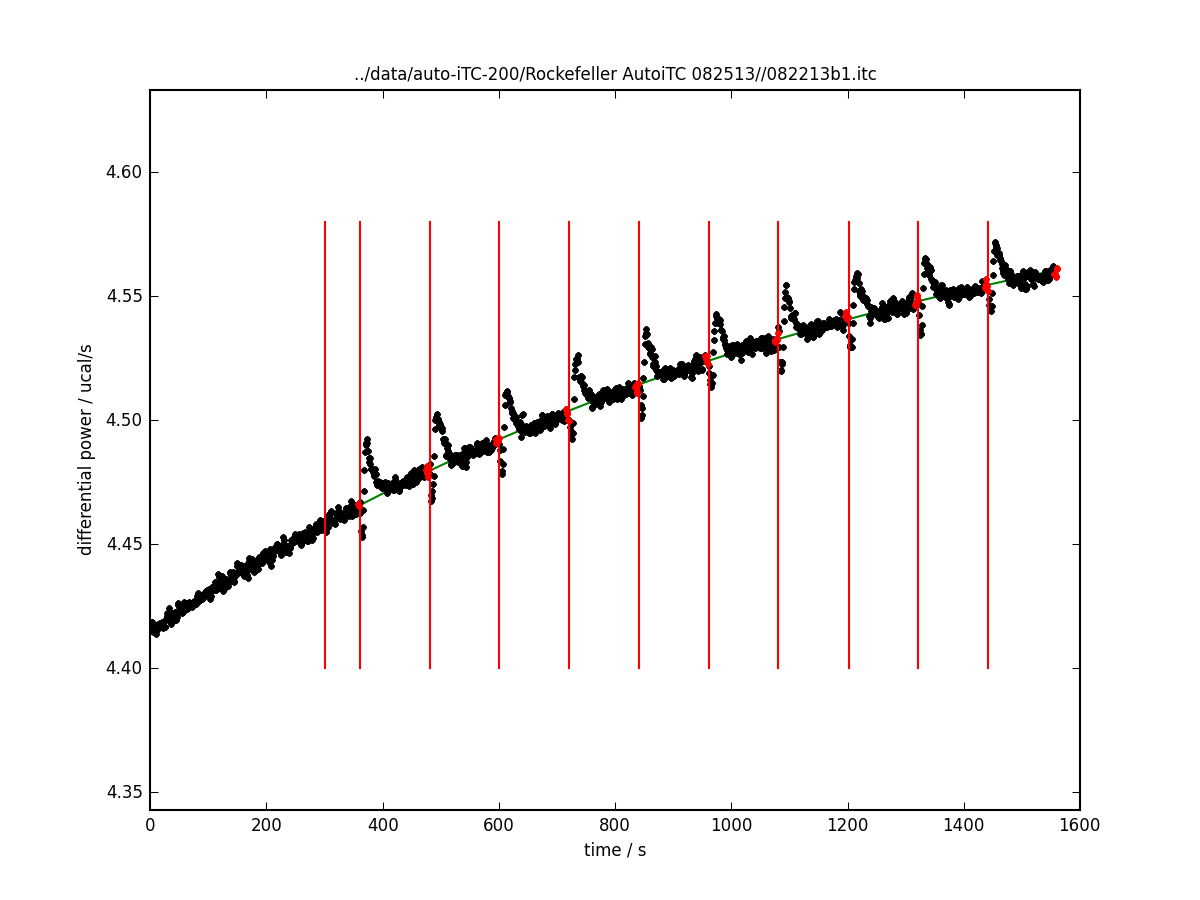 ../data/auto-iTC-200/Rockefeller AutoiTC 082513//082213b1.itc
differential power / ucal/s
4.60
4.55
4.50
4.45
4.40
4.35
0 200 400 600 800 1000 1200 1400 1600
time / s